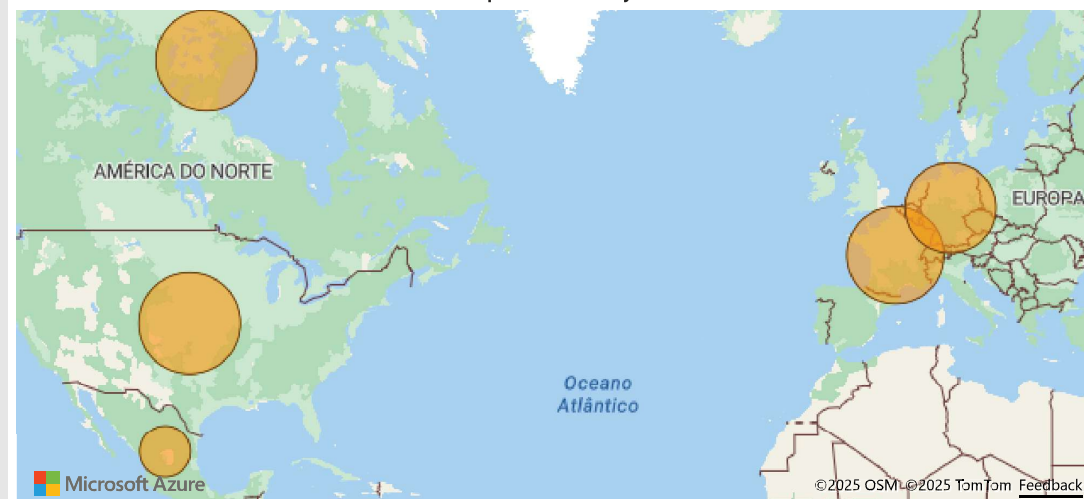 AMÉRICA DO NORTE
EUROPA
Oceano
Atlântico
Microsoft Azure
©2025 OSM ©2025 TomTom Feedback